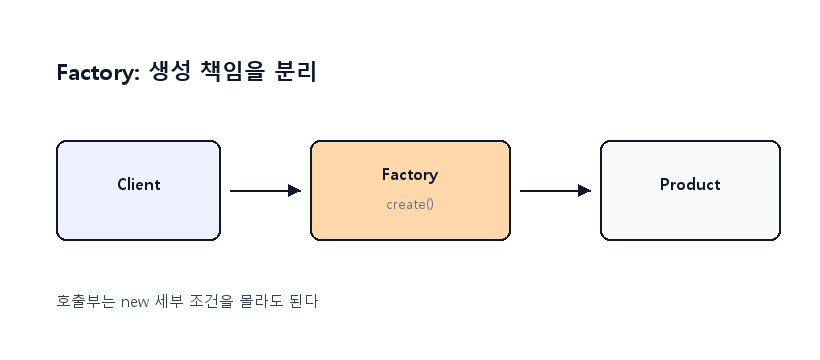 Factory: 생성 책임을 분리
Client
Factory
create()
Product
호출부는 new 세부 조건을 몰라도 된다